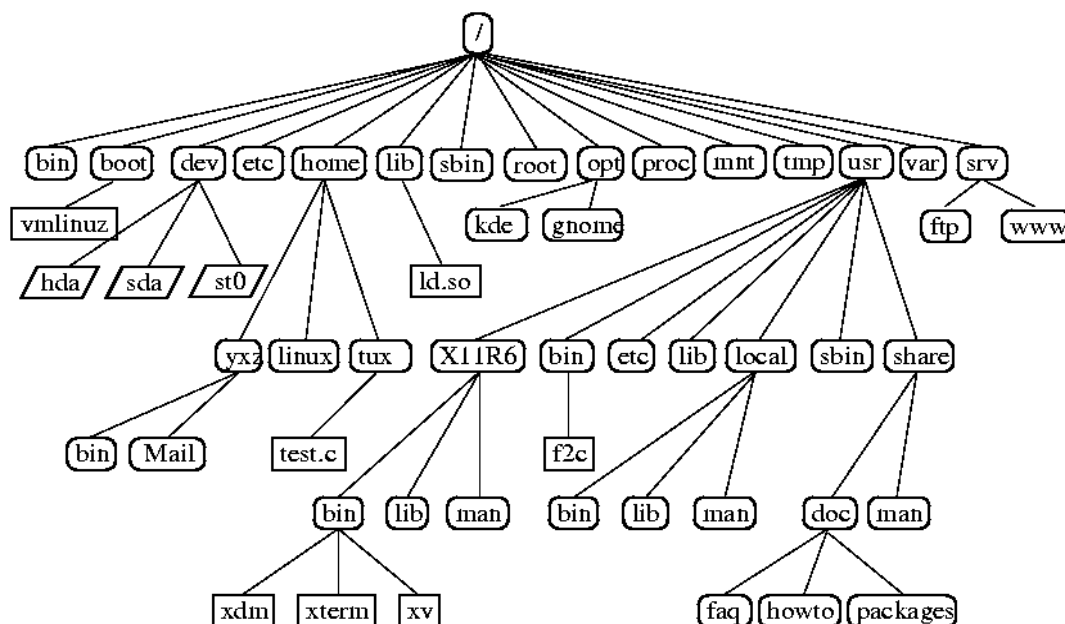 /
bin boot dev etc home lib sbin root opt proc mnt tmp usr var srv
vmlinuz kde gnome ftp www
hda sda st0 ld.so
yxz linux tux X11R6 bin etc lib local sbin share
bin Mail test.c f2c
bin lib man bin lib man doc man
xdm xterm xv faq howto packages